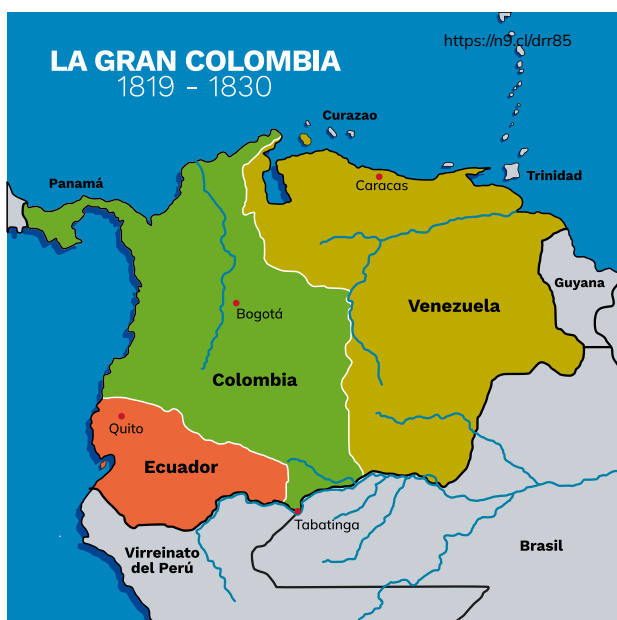 https://n9.cl/drr85
LA GRAN COLOMBIA
1819 - 1830
Curazao
Panamá
Trinidad
Caracas
Guyana
Bogotá
Venezuela
Colombia
Quito
Ecuador
Tabatinga
Virreinato
del Perú
Brasil